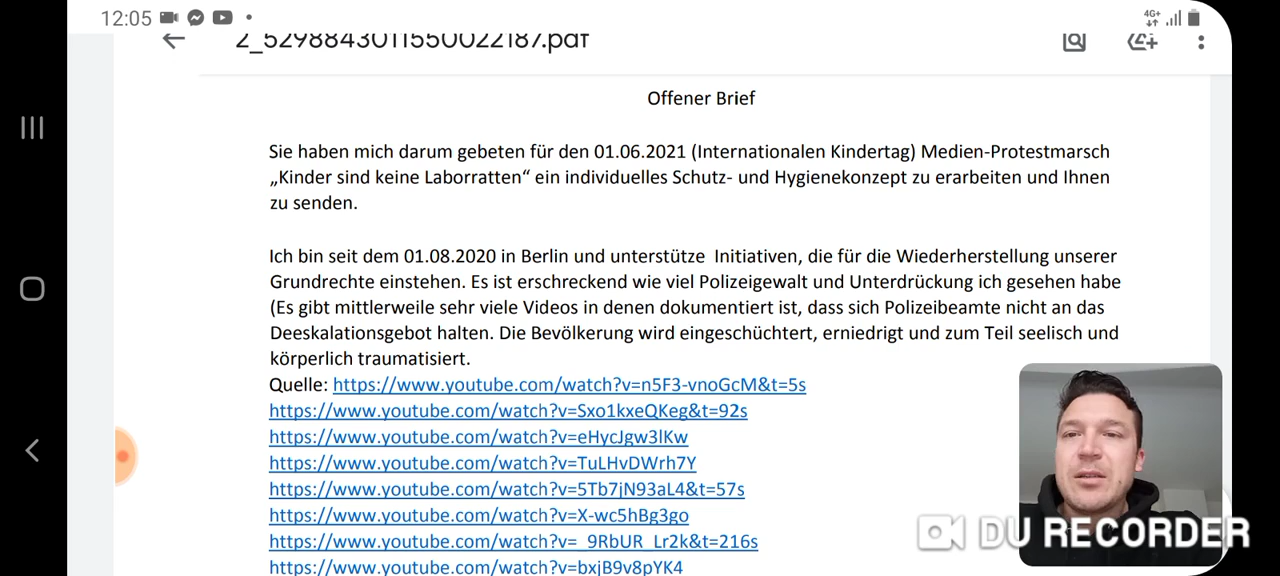 12:05
4G+
2_5298843011550022187.pdf
Offener Brief
Sie haben mich darum gebeten für den 01.06.2021 (Internationalen Kindertag) Medien-Protestmarsch
„Kinder sind keine Laborratten“ ein individuelles Schutz- und Hygienekonzept zu erarbeiten und Ihnen
zu senden.
Ich bin seit dem 01.08.2020 in Berlin und unterstütze Initiativen, die für die Wiederherstellung unserer
Grundrechte einstehen. Es ist erschreckend wie viel Polizeigewalt und Unterdrückung ich gesehen habe
(Es gibt mittlerweile sehr viele Videos in denen dokumentiert ist, dass sich Polizeibeamte nicht an das
Deeskalationsgebot halten. Die Bevölkerung wird eingeschüchtert, erniedrigt und zum Teil seelisch und
körperlich traumatisiert.
Quelle: https://www.youtube.com/watch?v=n5F3-vnoGcM&t=5s
https://www.youtube.com/watch?v=Sxo1kxeQKeg&t=92s
https://www.youtube.com/watch?v=eHycJgw3lKw
https://www.youtube.com/watch?v=TuLHvDWrh7Y
https://www.youtube.com/watch?v=5Tb7jN93aL4&t=57s
https://www.youtube.com/watch?v=X-wc5hBg3go
https://www.youtube.com/watch?v=_9RbUR_Lr2k&t=216s
https://www.youtube.com/watch?v=bxjB9v8pYK4
DU RECORDER